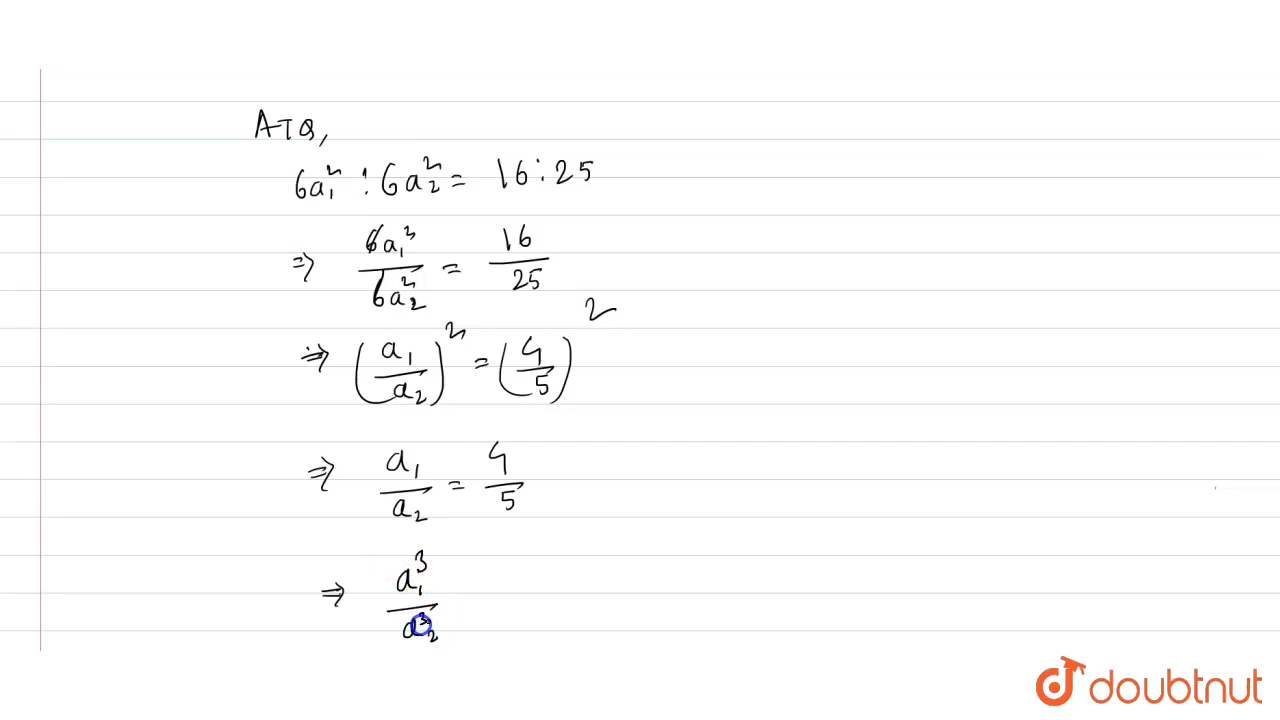 ATQ,
6a₁² : 6a₂² = 16:25
⇒ 6a₁²/6a₂² = 16/25
⇒ (a₁/a₂)² = (4/5)²
⇒ a₁/a₂ = 4/5
⇒ a₁³/a₂³
doubtnut